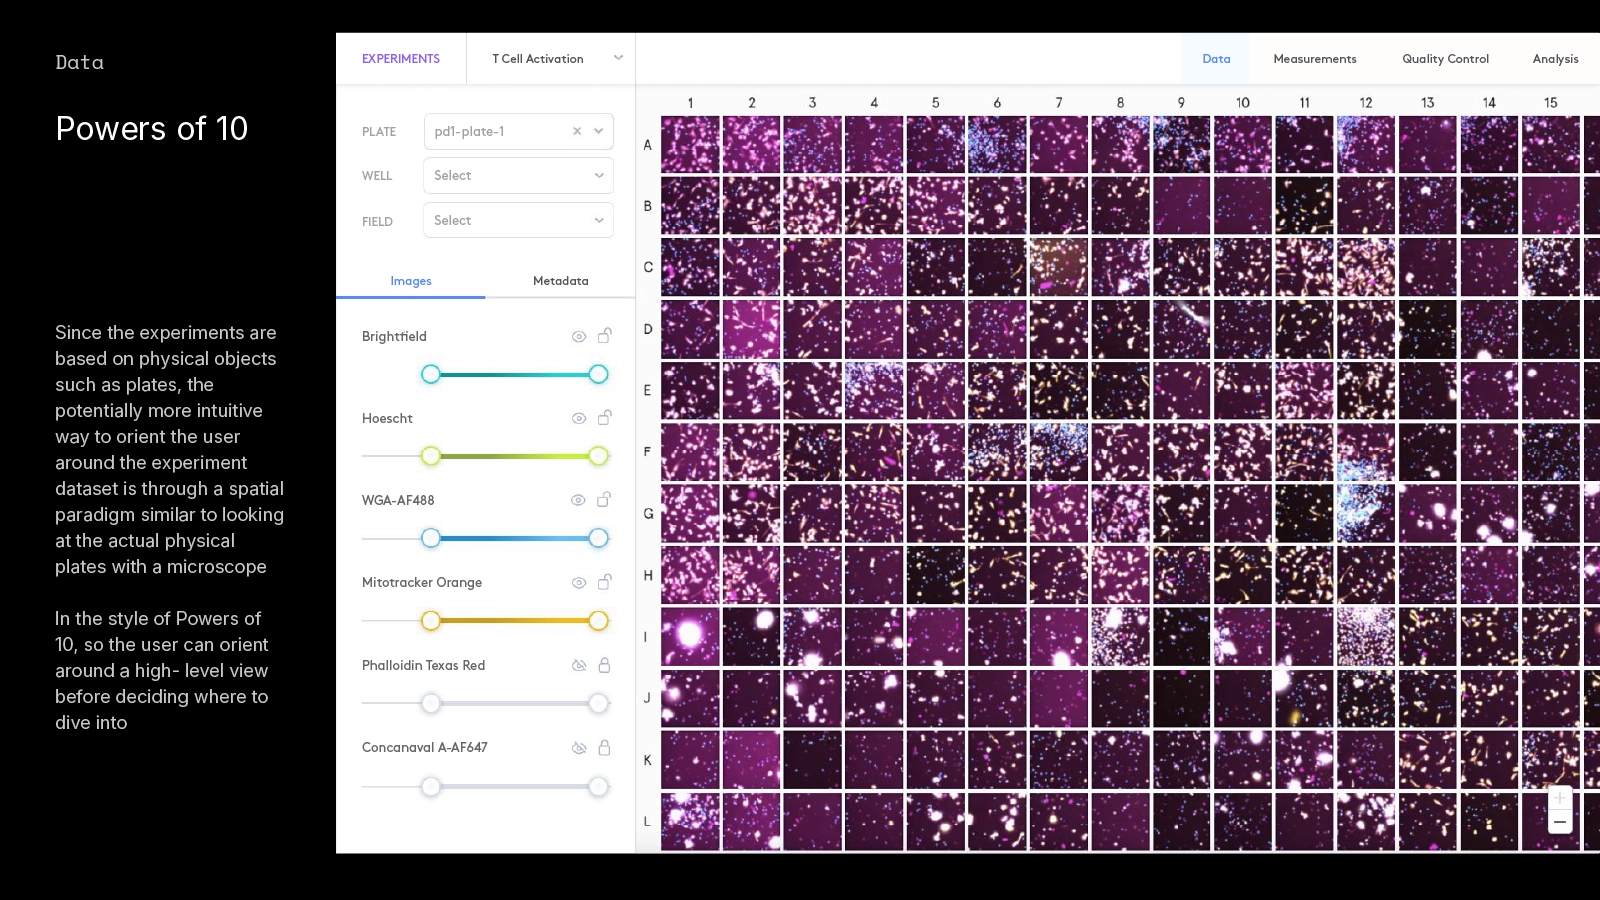 Data
Powers of 10
Since the experiments are
based on physical objects
such as plates, the
potentially more intuitive
way to orient the user
around the experiment
dataset is through a spatial
paradigm similar to looking
at the actual physical
plates with a microscope
In the style of Powers of
10, so the user can orient
around a high- level view
before deciding where to
dive into
EXPERIMENTS
T Cell Activation
Data
Measurements
Quality Control
Analysis
PLATE
pd1-plate-1
WELL
Select
FIELD
Select
Images
Metadata
Brightfield
Hoescht
WGA-AF488
Mitotracker Orange
Phalloidin Texas Red
Concanaval A-AF647
1 2 3 4 5 6 7 8 9 10 11 12 13 14 15
A
B
C
D
E
F
G
H
I
J
K
L